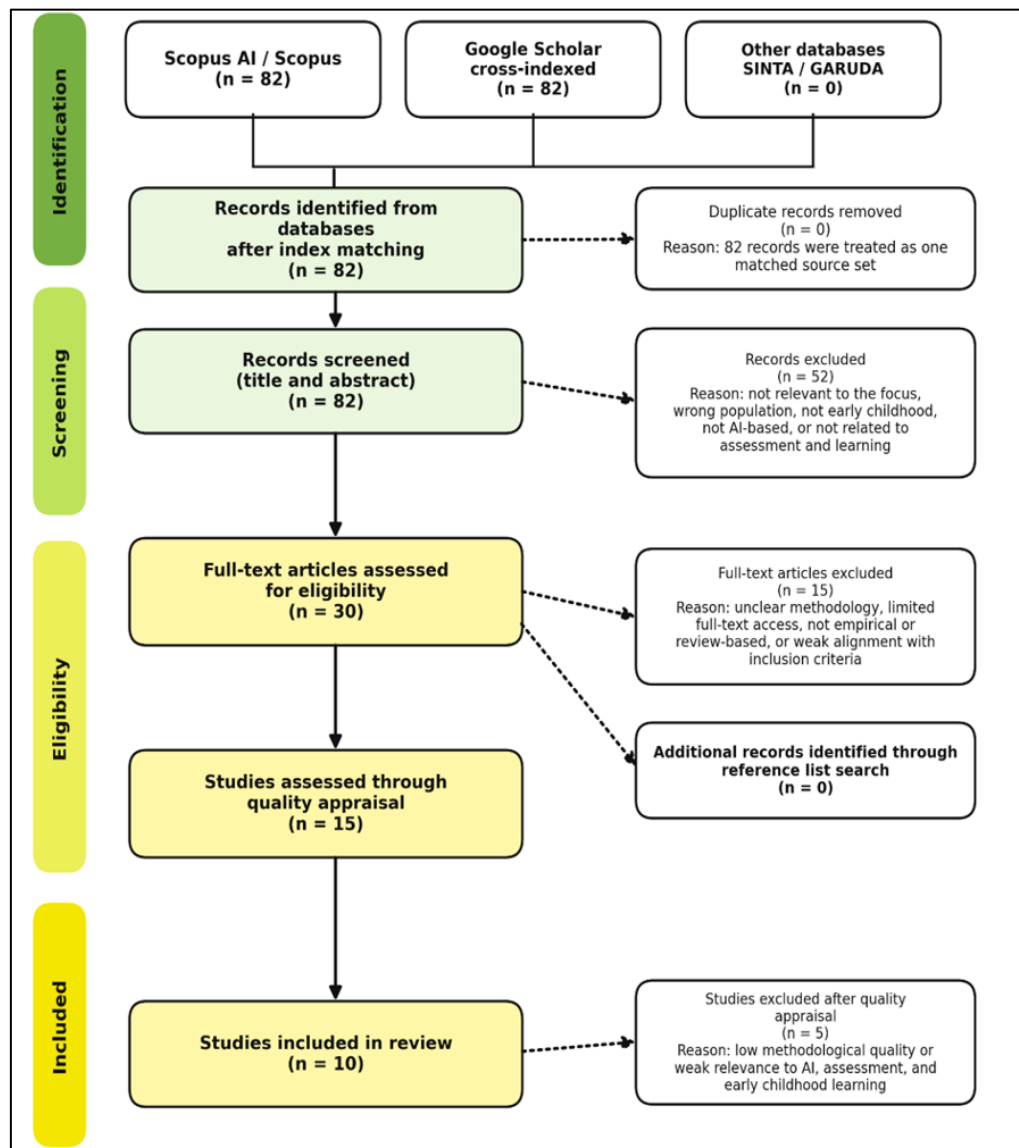 Identification
Scopus AI / Scopus
(n = 82)
Google Scholar
cross-indexed
(n = 82)
Other databases
SINTA / GARUDA
(n = 0)
Records identified from
databases
after index matching
(n = 82)
Duplicate records removed
(n = 0)
Reason: 82 records were treated as one
matched source set
Screening
Records screened
(title and abstract)
(n = 82)
Records excluded
(n = 52)
Reason: not relevant to the focus,
wrong population, not early childhood,
not AI-based, or not related to
assessment and learning
Eligibility
Full-text articles assessed
for eligibility
(n = 30)
Full-text articles excluded
(n = 15)
Reason: unclear methodology, limited
full-text access, not empirical or
review-based, or weak alignment with
inclusion criteria
Additional records identified through
reference list search
(n = 0)
Studies assessed through
quality appraisal
(n = 15)
Included
Studies included in review
(n = 10)
Studies excluded after quality
appraisal
(n = 5)
Reason: low methodological quality or
weak relevance to AI, assessment, and
early childhood learning